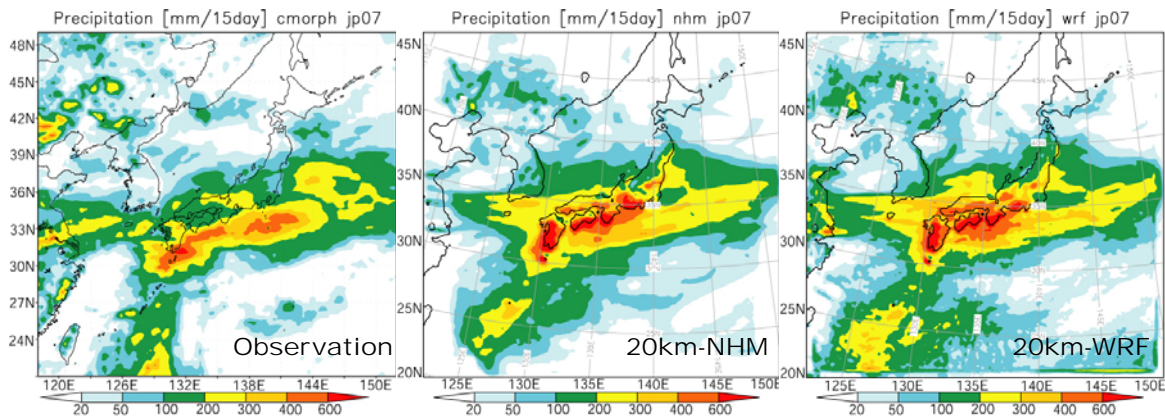 Precipitation [mm/15day] cmorph jp07
48N
45N
42N
39N
36N
33N
30N
27N
24N
Observation
120E 126E 132E 138E 144E 150E
20 50 100 200 300 400 600
Precipitation [mm/15day] nhm jp07
45N
40N
35N
30N
25N
20N
20km-NHM
125E 130E 135E 140E 145E 150E
20 50 100 200 300 400 600
Precipitation [mm/15day] wrf jp07
45N
40N
35N
30N
25N
20N
20km-WRF
125E 130E 135E 140E 145E 150E
20 50 100 200 300 400 600